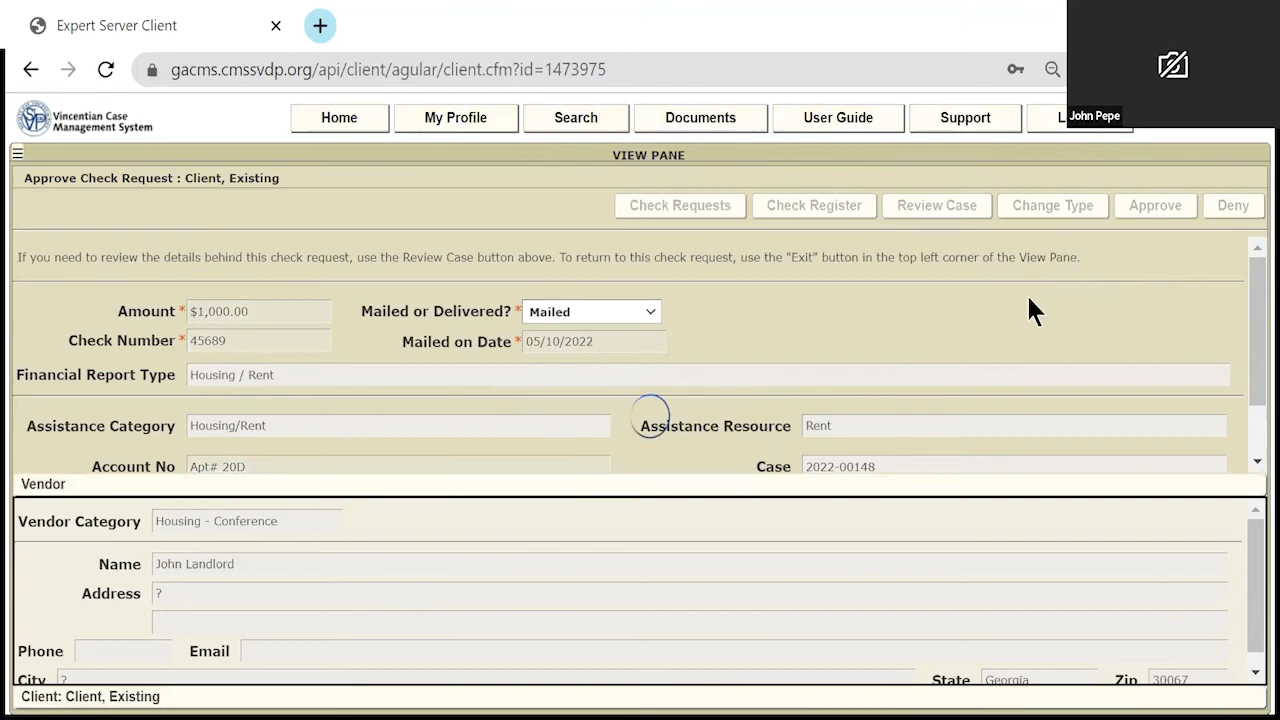 Expert Server Client
gacms.cmssvdp.org/api/client/agular/client.cfm?id=1473975
John Pepe
Vincentian Case
Management System
Home My Profile Search Documents User Guide Support L
VIEW PANE
Approve Check Request : Client, Existing
Check Requests Check Register Review Case Change Type Approve Deny
If you need to review the details behind this check request, use the Review Case button above. To return to this check request, use the "Exit" button in the top left corner of the View Pane.
Amount * $1,000.00 Mailed or Delivered? * Mailed
Check Number * 45689 Mailed on Date * 05/10/2022
Financial Report Type Housing / Rent
Assistance Category Housing/Rent Assistance Resource Rent
Account No Apt# 20D Case 2022-00148
Vendor
Vendor Category Housing - Conference
Name John Landlord
Address ?
Phone Email
City ? State Georgia Zip 30067
Client: Client, Existing